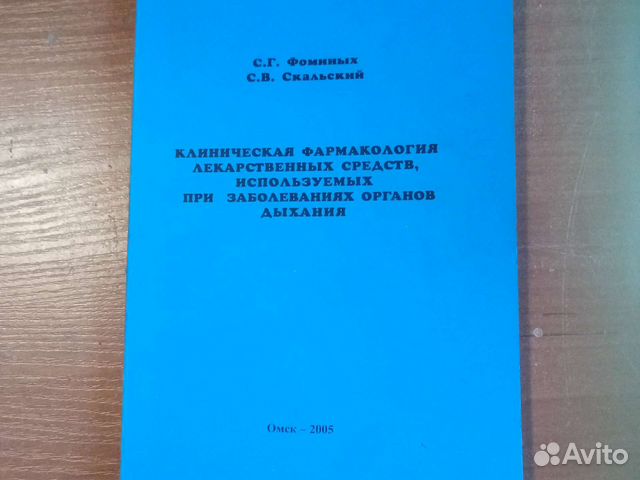 С.Г. Фоминых
С.В. Скальский
КЛИНИЧЕСКАЯ ФАРМАКОЛОГИЯ
ЛЕКАРСТВЕННЫХ СРЕДСТВ,
ИСПОЛЬЗУЕМЫХ
ПРИ ЗАБОЛЕВАНИЯХ ОРГАНОВ
ДЫХАНИЯ
Омск – 2005
Avito